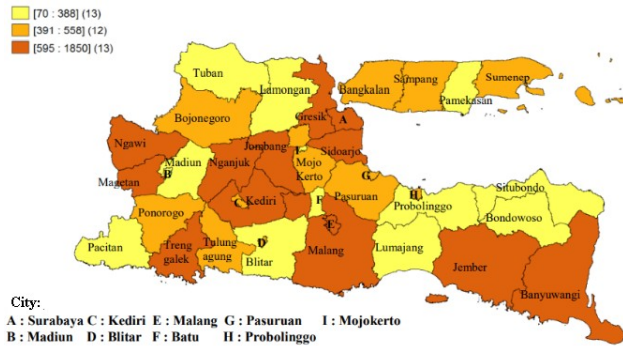 [70 : 388] (13)
[391 : 558] (12)
[595 : 1850] (13)
Tuban
Lamongan
Bangkalan
Sampang
Sumenep
Pamekasan
Bojonegoro
Gresik
A
Ngawi
Jombang
I
Sidoarjo
Madiun
Nganjuk
Mojo
Kerto
B
Magetan
G
Pasuruan
Situbondo
H
Probolinggo
C
Kediri
F
Bondowoso
Ponorogo
E
Pacitan
Treng
galek
Tulung
agung
D
Blitar
Malang
Lumajang
Jember
Banyuwangi
City:
A : Surabaya C : Kediri E : Malang G : Pasuruan I : Mojokerto
B : Madiun D : Blitar F : Batu H : Probolinggo